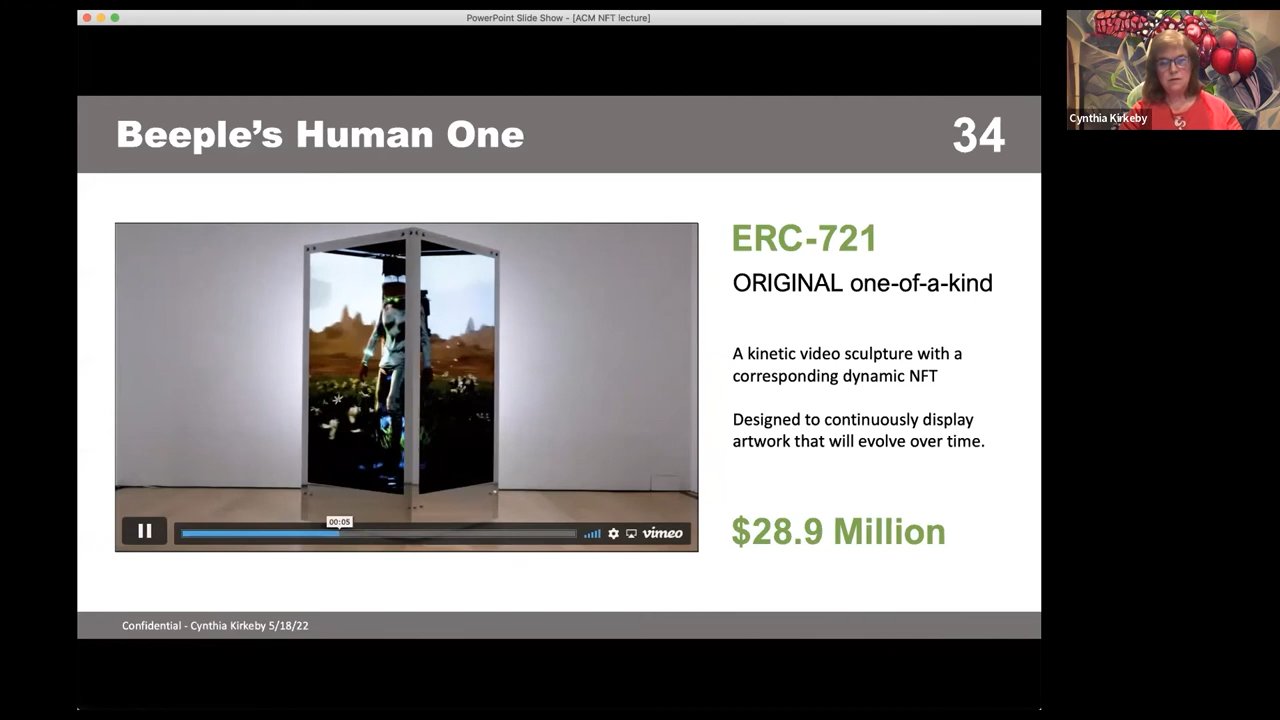 PowerPoint Slide Show - [ACM NFT lecture]
Cynthia Kirkeby
Beeple's Human One
34
ERC-721
ORIGINAL one-of-a-kind
A kinetic video sculpture with a
corresponding dynamic NFT
Designed to continuously display
artwork that will evolve over time.
00:05
vimeo
$28.9 Million
Confidential - Cynthia Kirkeby 5/18/22